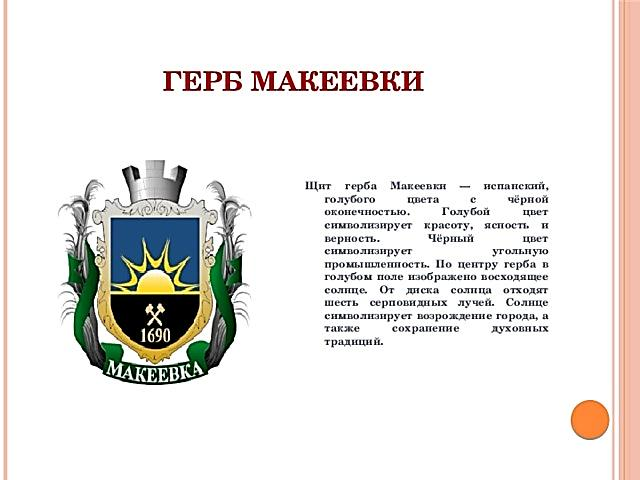 ГЕРБ МАКЕЕВКИ
Щит герба Макеевки — испанский,
голубого цвета с чёрной
оконечностью. Голубой цвет
символизирует красоту, ясность и
верность. Чёрный цвет
символизирует угольную
промышленность. По центру герба в
голубом поле изображено восходящее
солнце. От диска солнца отходят
шесть серповидных лучей. Солнце
символизирует возрождение города, а
также сохранение духовных
традиций.
1690
МАКЕЕВКА